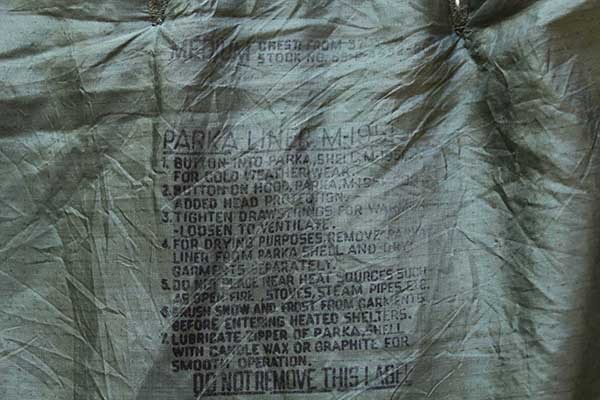 MEDIUM CHEST: FROM 37
STOCK NO.
PARKA LINER M-1951
1. BUTTON INTO PARKA, SHELL, M-1951
FOR COLD WEATHER WEAR.
2. BUTTON ON HOOD, PARKA, M-1951
ADDED HEAD PROTECTION.
3. TIGHTEN DRAWSTRINGS FOR WARMTH
-LOOSEN TO VENTILATE.
4. FOR DRYING PURPOSES, REMOVE PARKA
LINER FROM PARKA SHELL AND DRY
GARMENTS SEPARATELY.
5. DO NOT PLACE NEAR HEAT SOURCES SUCH
AS OPEN FIRE, STOVES, STEAM PIPES, ETC.
6. BRUSH SNOW AND FROST FROM GARMENTS
BEFORE ENTERING HEATED SHELTERS.
7. LUBRICATE ZIPPER OF PARKA, SHELL
WITH CANDLE WAX OR GRAPHITE FOR
SMOOTH OPERATION.
DO NOT REMOVE THIS LABEL